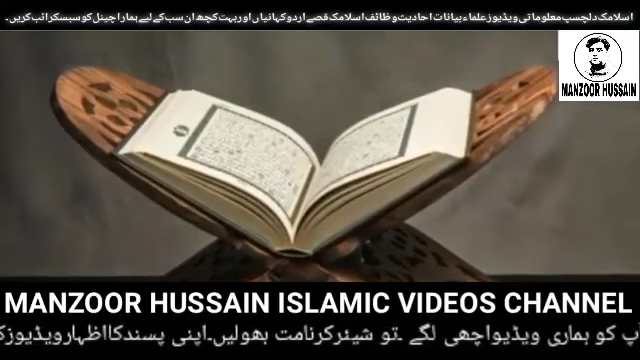 اسلامک دلچسپ معلوماتی ویڈیوز علماء بیانات احادیث وظائف اسلامک قصے اردو کہانیاں اور بہت کچھ ان سب کے لیے ہمارا چینل کو سبسکرائب کریں۔
MANZOOR HUSSAIN
MANZOOR HUSSAIN ISLAMIC VIDEOS CHANNEL
پ کو ہماری ویڈیو اچھی لگے ۔تو شیئر کرنا مت بھولیں۔اپنی پسند کا اظہار ویڈیوز